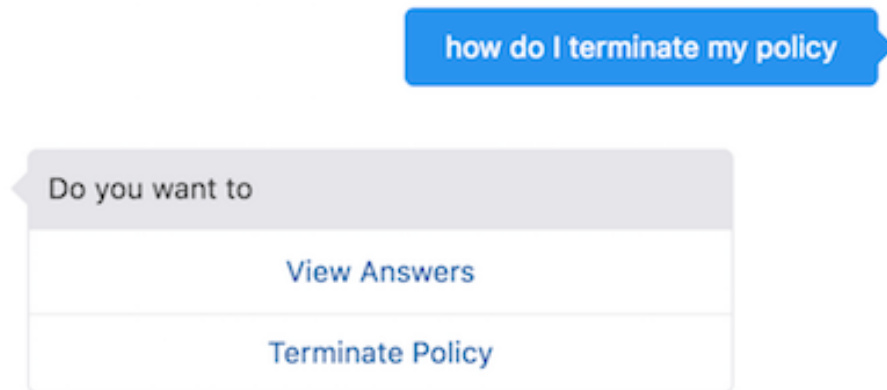 how do I terminate my policy
Do you want to
View Answers
Terminate Policy